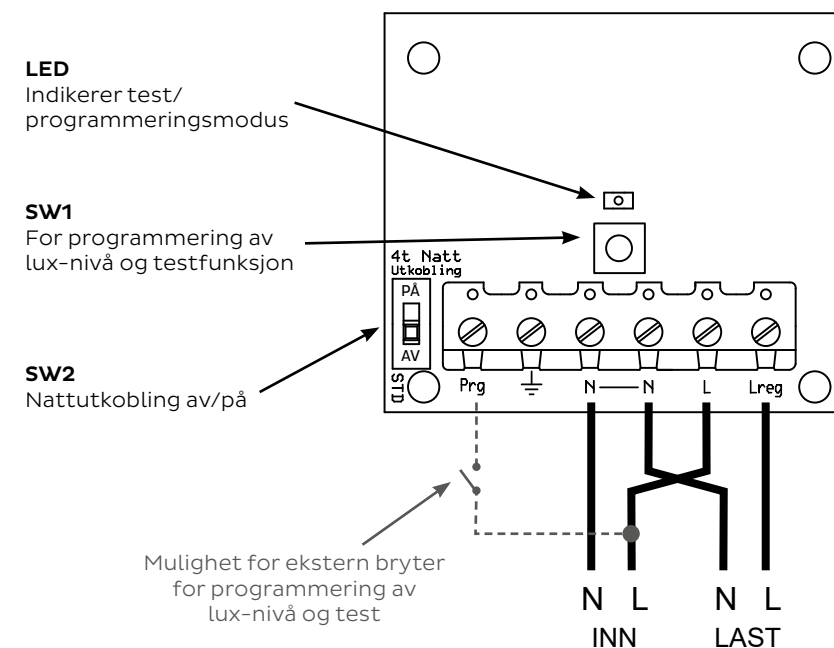 LED
Indikerer test/
programmeringsmodus
SW1
For programmering av
lux-nivå og testfunksjon
4t Natt
Utkobling
PÅ
AV
STD
SW2
Nattutkobling av/på
Prg N N L Lreg
Mulighet for ekstern bryter
for programmering av
lux-nivå og test
N L N L
INN LAST